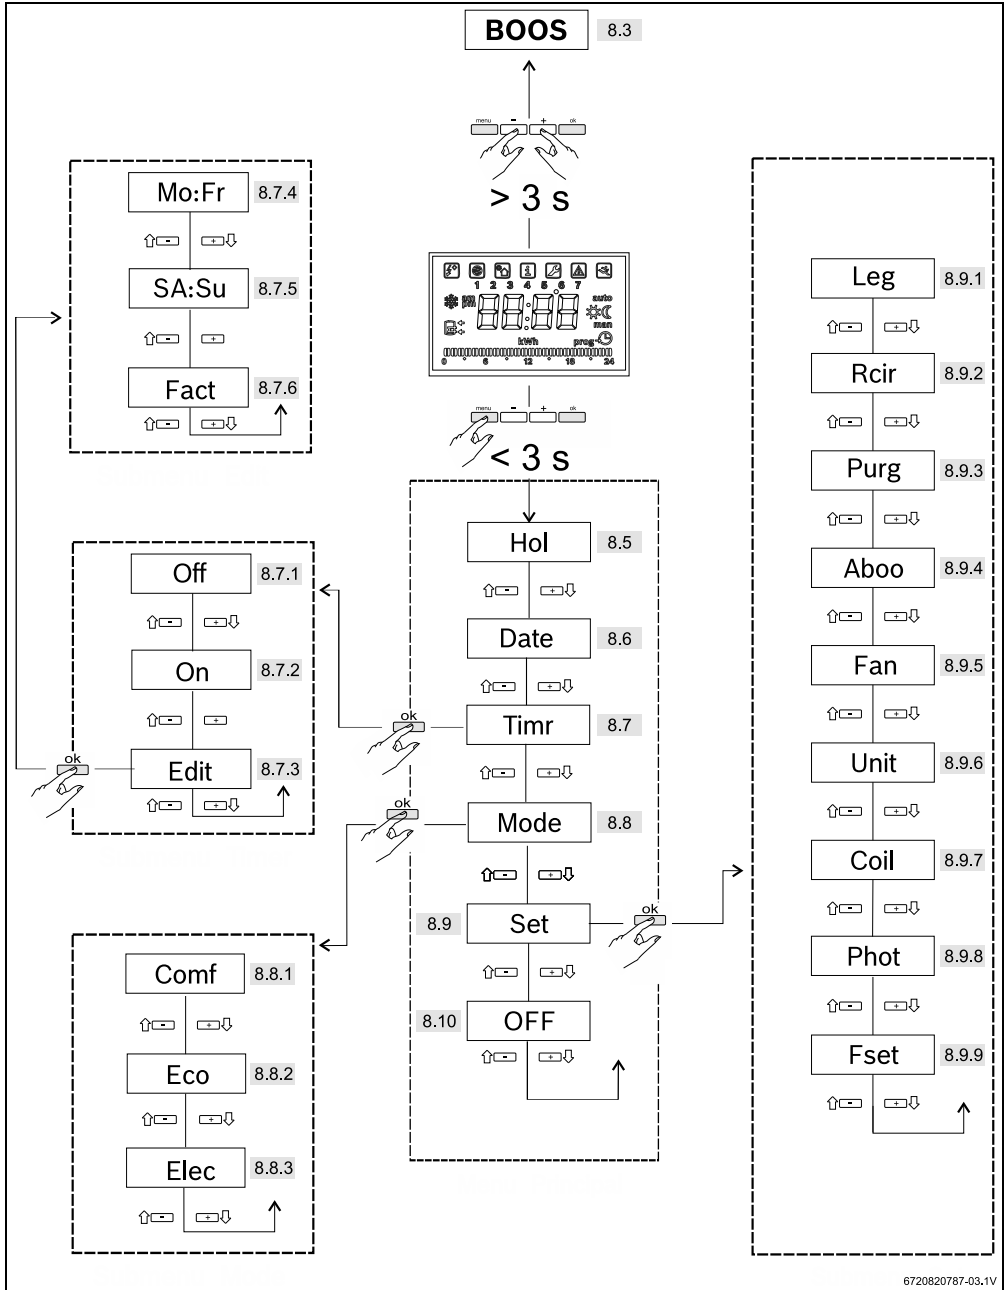 BOOS 8.3
menu - + ok
> 3 s
1 2 3 4 5 6 7
am
pm
88:88
auto
man
kWh prog
0 6 12 18 24
menu - + ok
< 3 s
Hol 8.5
- +
Date 8.6
- +
Timr 8.7
ok
- +
Mode 8.8
ok
- +
8.9 Set
ok
- +
8.10 OFF
- +
Mo:Fr 8.7.4
- +
SA:Su 8.7.5
- +
Fact 8.7.6
- +
Off 8.7.1
- +
On 8.7.2
- +
Edit 8.7.3
ok
- +
Comf 8.8.1
- +
Eco 8.8.2
- +
Elec 8.8.3
- +
Leg 8.9.1
- +
Rcir 8.9.2
- +
Purg 8.9.3
- +
Aboo 8.9.4
- +
Fan 8.9.5
- +
Unit 8.9.6
- +
Coil 8.9.7
- +
Phot 8.9.8
- +
Fset 8.9.9
- +
6720820787-03.1V